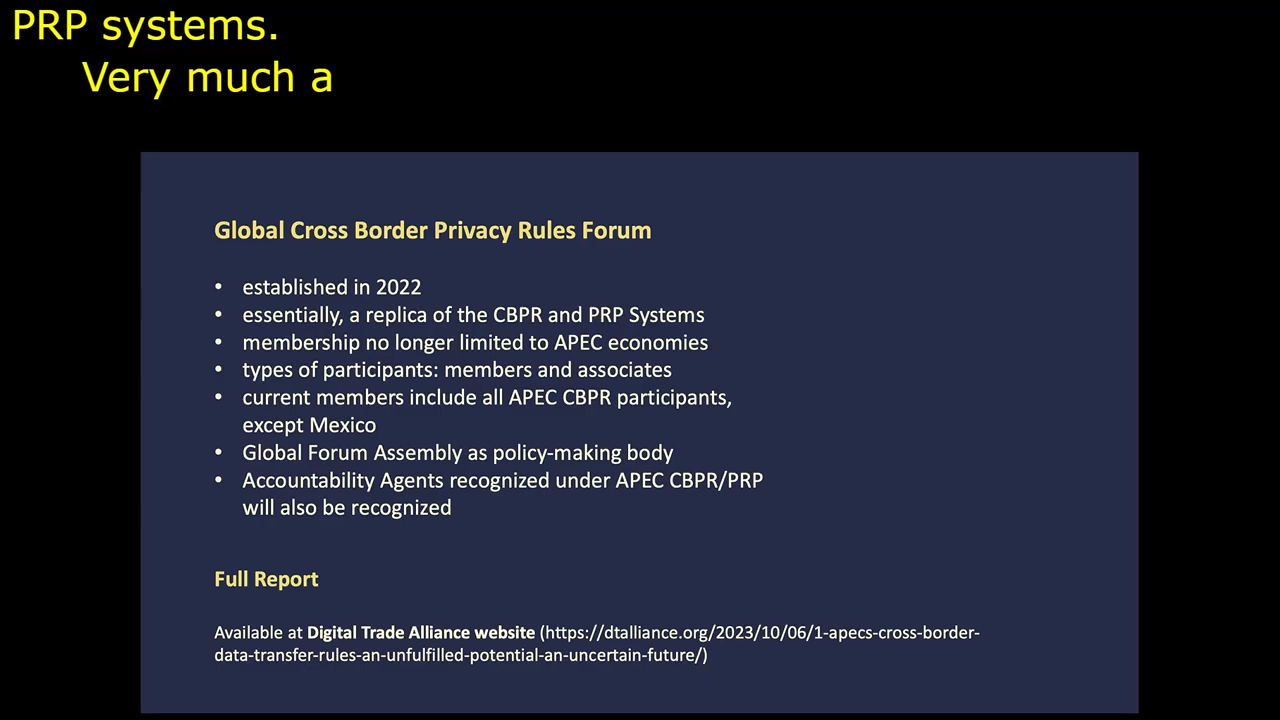 PRP systems.
Very much a
Global Cross Border Privacy Rules Forum
• established in 2022
• essentially, a replica of the CBPR and PRP Systems
• membership no longer limited to APEC economies
• types of participants: members and associates
• current members include all APEC CBPR participants,
except Mexico
• Global Forum Assembly as policy-making body
• Accountability Agents recognized under APEC CBPR/PRP
will also be recognized
Full Report
Available at Digital Trade Alliance website (https://dtalliance.org/2023/10/06/1-apecs-cross-border-
data-transfer-rules-an-unfulfilled-potential-an-uncertain-future/)